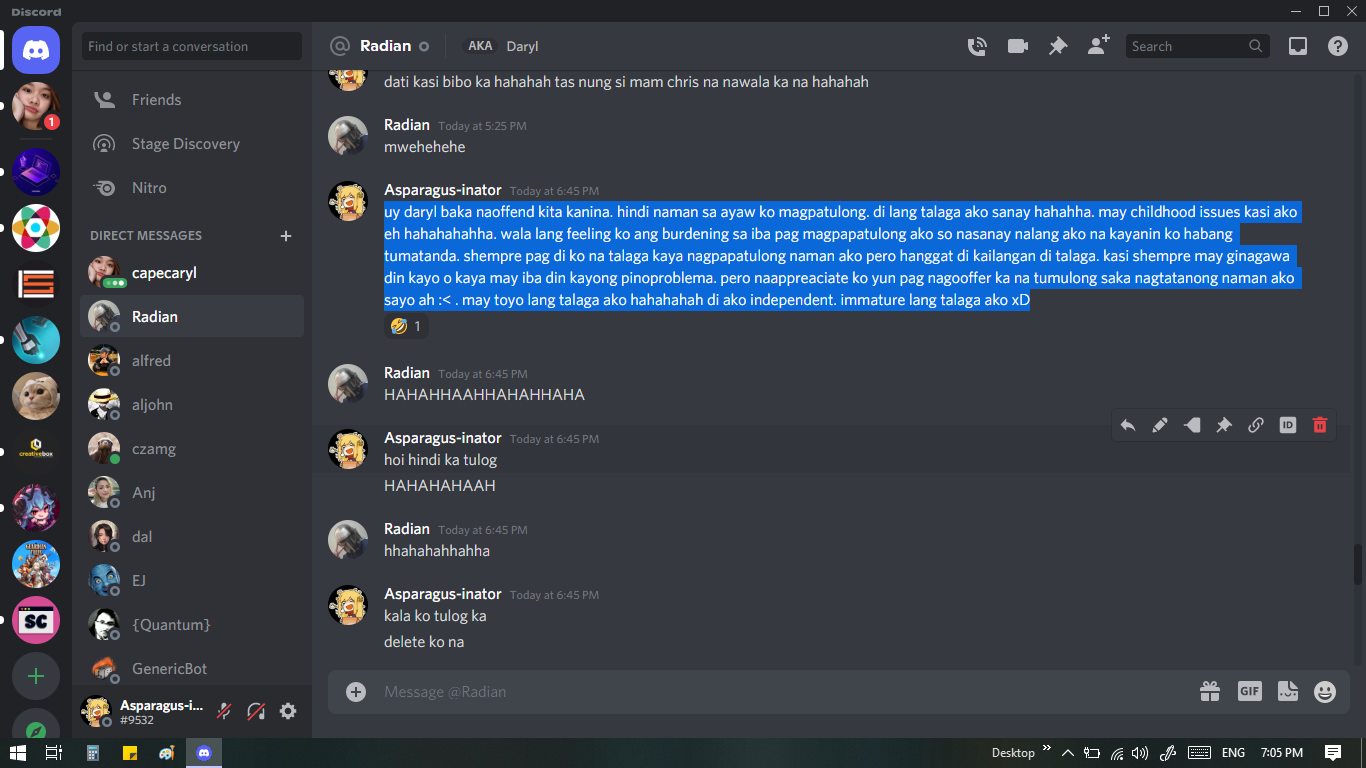 Discord
Find or start a conversation
Friends
Stage Discovery
Nitro
DIRECT MESSAGES
capecaryl
Radian
alfred
aljohn
czamg
Anj
dal
EJ
{Quantum}
GenericBot
Asparagus-i...
#9532
1
creativebox
SC
Radian
AKA Daryl
Search
dati kasi bibo ka hahahah tas nung si mam chris na nawala ka na hahahah
Radian Today at 5:25 PM
mwehehehe
Asparagus-inator Today at 6:45 PM
uy daryl baka naoffend kita kanina. hindi naman sa ayaw ko magpatulong. di lang talaga ako sanay hahahha. may childhood issues kasi ako
eh hahahahahha. wala lang feeling ko ang burdening sa iba pag magpapatulong ako so nasanay nalang ako na kayanin ko habang
tumatanda. shempre pag di ko na talaga kaya nagpapatulong naman ako pero hanggat di kailangan di talaga. kasi shempre may ginagawa
din kayo o kaya may iba din kayong pinoproblema. pero naappreaciate ko yun pag nagooffer ka na tumulong saka nagtatanong naman ako
sayo ah :< . may toyo lang talaga ako hahahahah di ako independent. immature lang talaga ako xD
1
Radian Today at 6:45 PM
HAHAHHAAHHAHAHHAHA
Asparagus-inator Today at 6:45 PM
hoi hindi ka tulog
HAHAHAHAAH
ID
Radian Today at 6:45 PM
hhahahahhahha
Asparagus-inator Today at 6:45 PM
kala ko tulog ka
delete ko na
Message @Radian
GIF
Desktop
ENG
7:05 PM